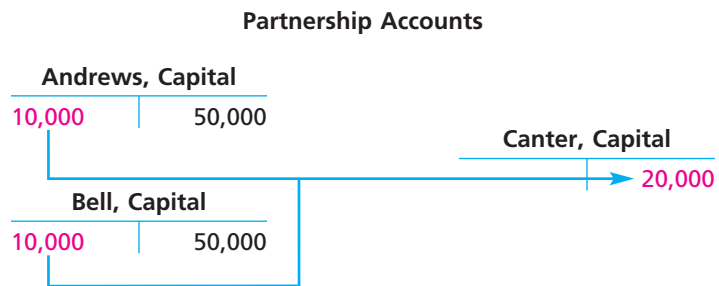 Partnership Accounts
Andrews, Capital
10,000 50,000
Canter, Capital
20,000
Bell, Capital
10,000 50,000